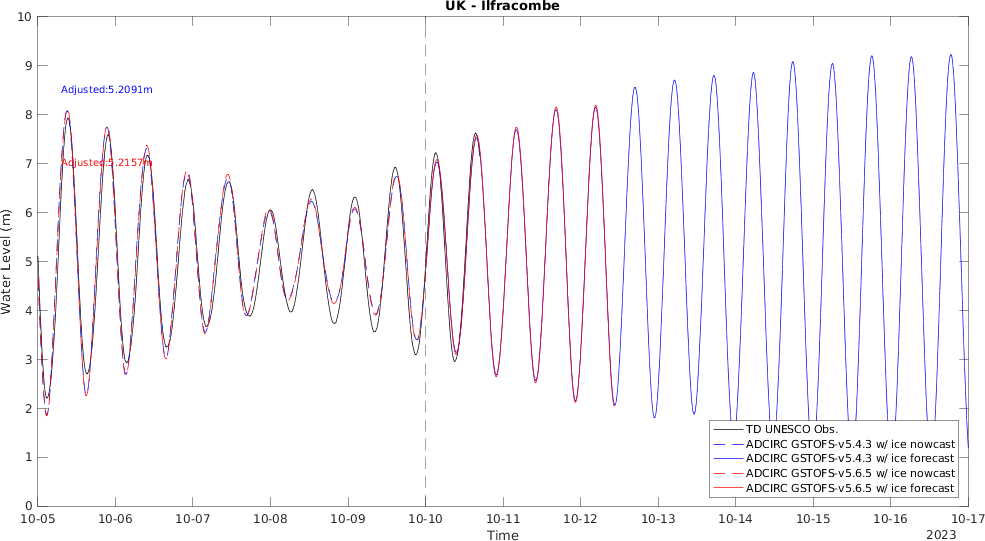 UK - Ilfracombe
10
9
8
7
6
5
4
3
2
1
0
Water Level (m)
Adjusted:5.2091m
Adjusted:5.2157m
TD UNESCO Obs.
ADCIRC GSTOFS-v5.4.3 w/ ice nowcast
ADCIRC GSTOFS-v5.4.3 w/ ice forecast
ADCIRC GSTOFS-v5.6.5 w/ ice nowcast
ADCIRC GSTOFS-v5.6.5 w/ ice forecast
10-05 10-06 10-07 10-08 10-09 10-10 10-11 10-12 10-13 10-14 10-15 10-16 10-17
Time
2023